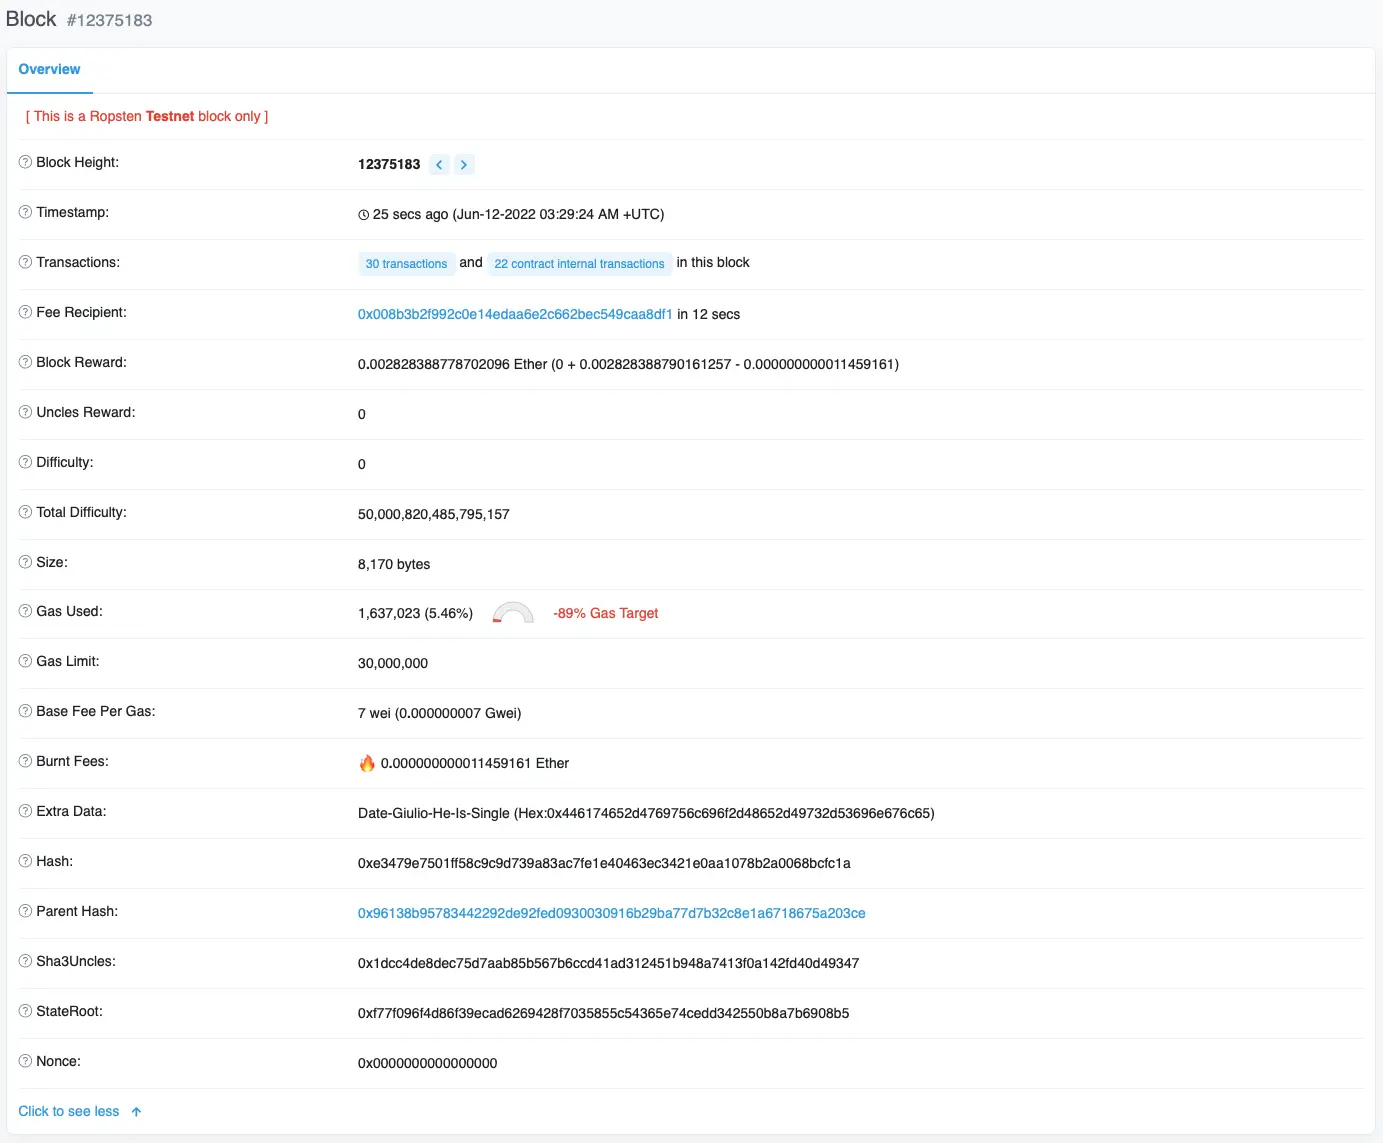 Block #12375183
Overview
[ This is a Ropsten Testnet block only ]
Block Height: 12375183
Timestamp: 25 secs ago (Jun-12-2022 03:29:24 AM +UTC)
Transactions: 30 transactions and 22 contract internal transactions in this block
Fee Recipient: 0x008b3b2f992c0e14edaa6e2c662bec549caa8df1 in 12 secs
Block Reward: 0.002828388778702096 Ether (0 + 0.002828388790161257 - 0.000000000011459161)
Uncles Reward: 0
Difficulty: 0
Total Difficulty: 50,000,820,485,795,157
Size: 8,170 bytes
Gas Used: 1,637,023 (5.46%) -89% Gas Target
Gas Limit: 30,000,000
Base Fee Per Gas: 7 wei (0.000000007 Gwei)
Burnt Fees: 🔥 0.000000000011459161 Ether
Extra Data: Date-Giulio-He-Is-Single (Hex:0x446174652d4769756c696f2d48652d49732d53696e676c65)
Hash: 0xe3479e7501ff58c9c9d739a83ac7fe1e40463ec3421e0aa1078b2a0068bcfc1a
Parent Hash: 0x96138b95783442292de92fed0930030916b29ba77d7b32c8e1a6718675a203ce
Sha3Uncles: 0x1dcc4de8dec75d7aab85b567b6ccd41ad312451b948a7413f0a142fd40d49347
StateRoot: 0xf77f096f4d86f39ecad6269428f7035855c54365e74cedd342550b8a7b6908b5
Nonce: 0x0000000000000000
Click to see less ↑